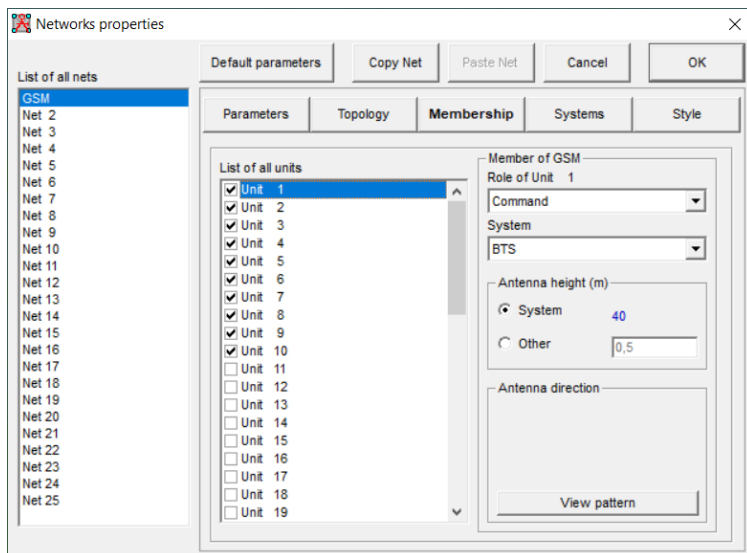 Networks properties
Default parameters
Copy Net
Paste Net
Cancel
OK
List of all nets
GSM
Net 2
Net 3
Net 4
Net 5
Net 6
Net 7
Net 8
Net 9
Net 10
Net 11
Net 12
Net 13
Net 14
Net 15
Net 16
Net 17
Net 18
Net 19
Net 20
Net 21
Net 22
Net 23
Net 24
Net 25
Parameters
Topology
Membership
Systems
Style
List of all units
Unit 1
Unit 2
Unit 3
Unit 4
Unit 5
Unit 6
Unit 7
Unit 8
Unit 9
Unit 10
Unit 11
Unit 12
Unit 13
Unit 14
Unit 15
Unit 16
Unit 17
Unit 18
Unit 19
Member of GSM
Role of Unit 1
Command
System
BTS
Antenna height (m)
System 40
Other 0,5
Antenna direction
View pattern